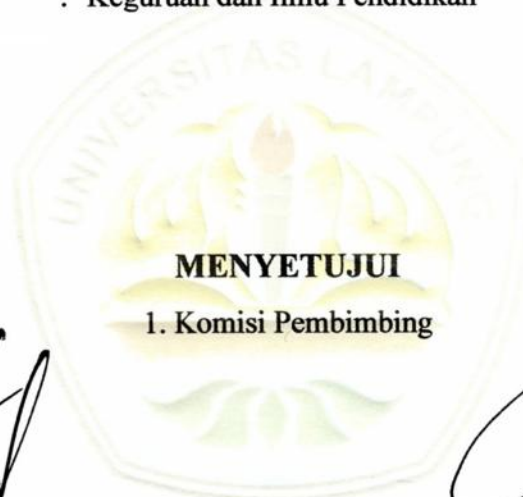 : Keguruan dan Ilmu Pendidikan
UNIVERSITAS LAMPUNG
MENYETUJUI
1. Komisi Pembimbing